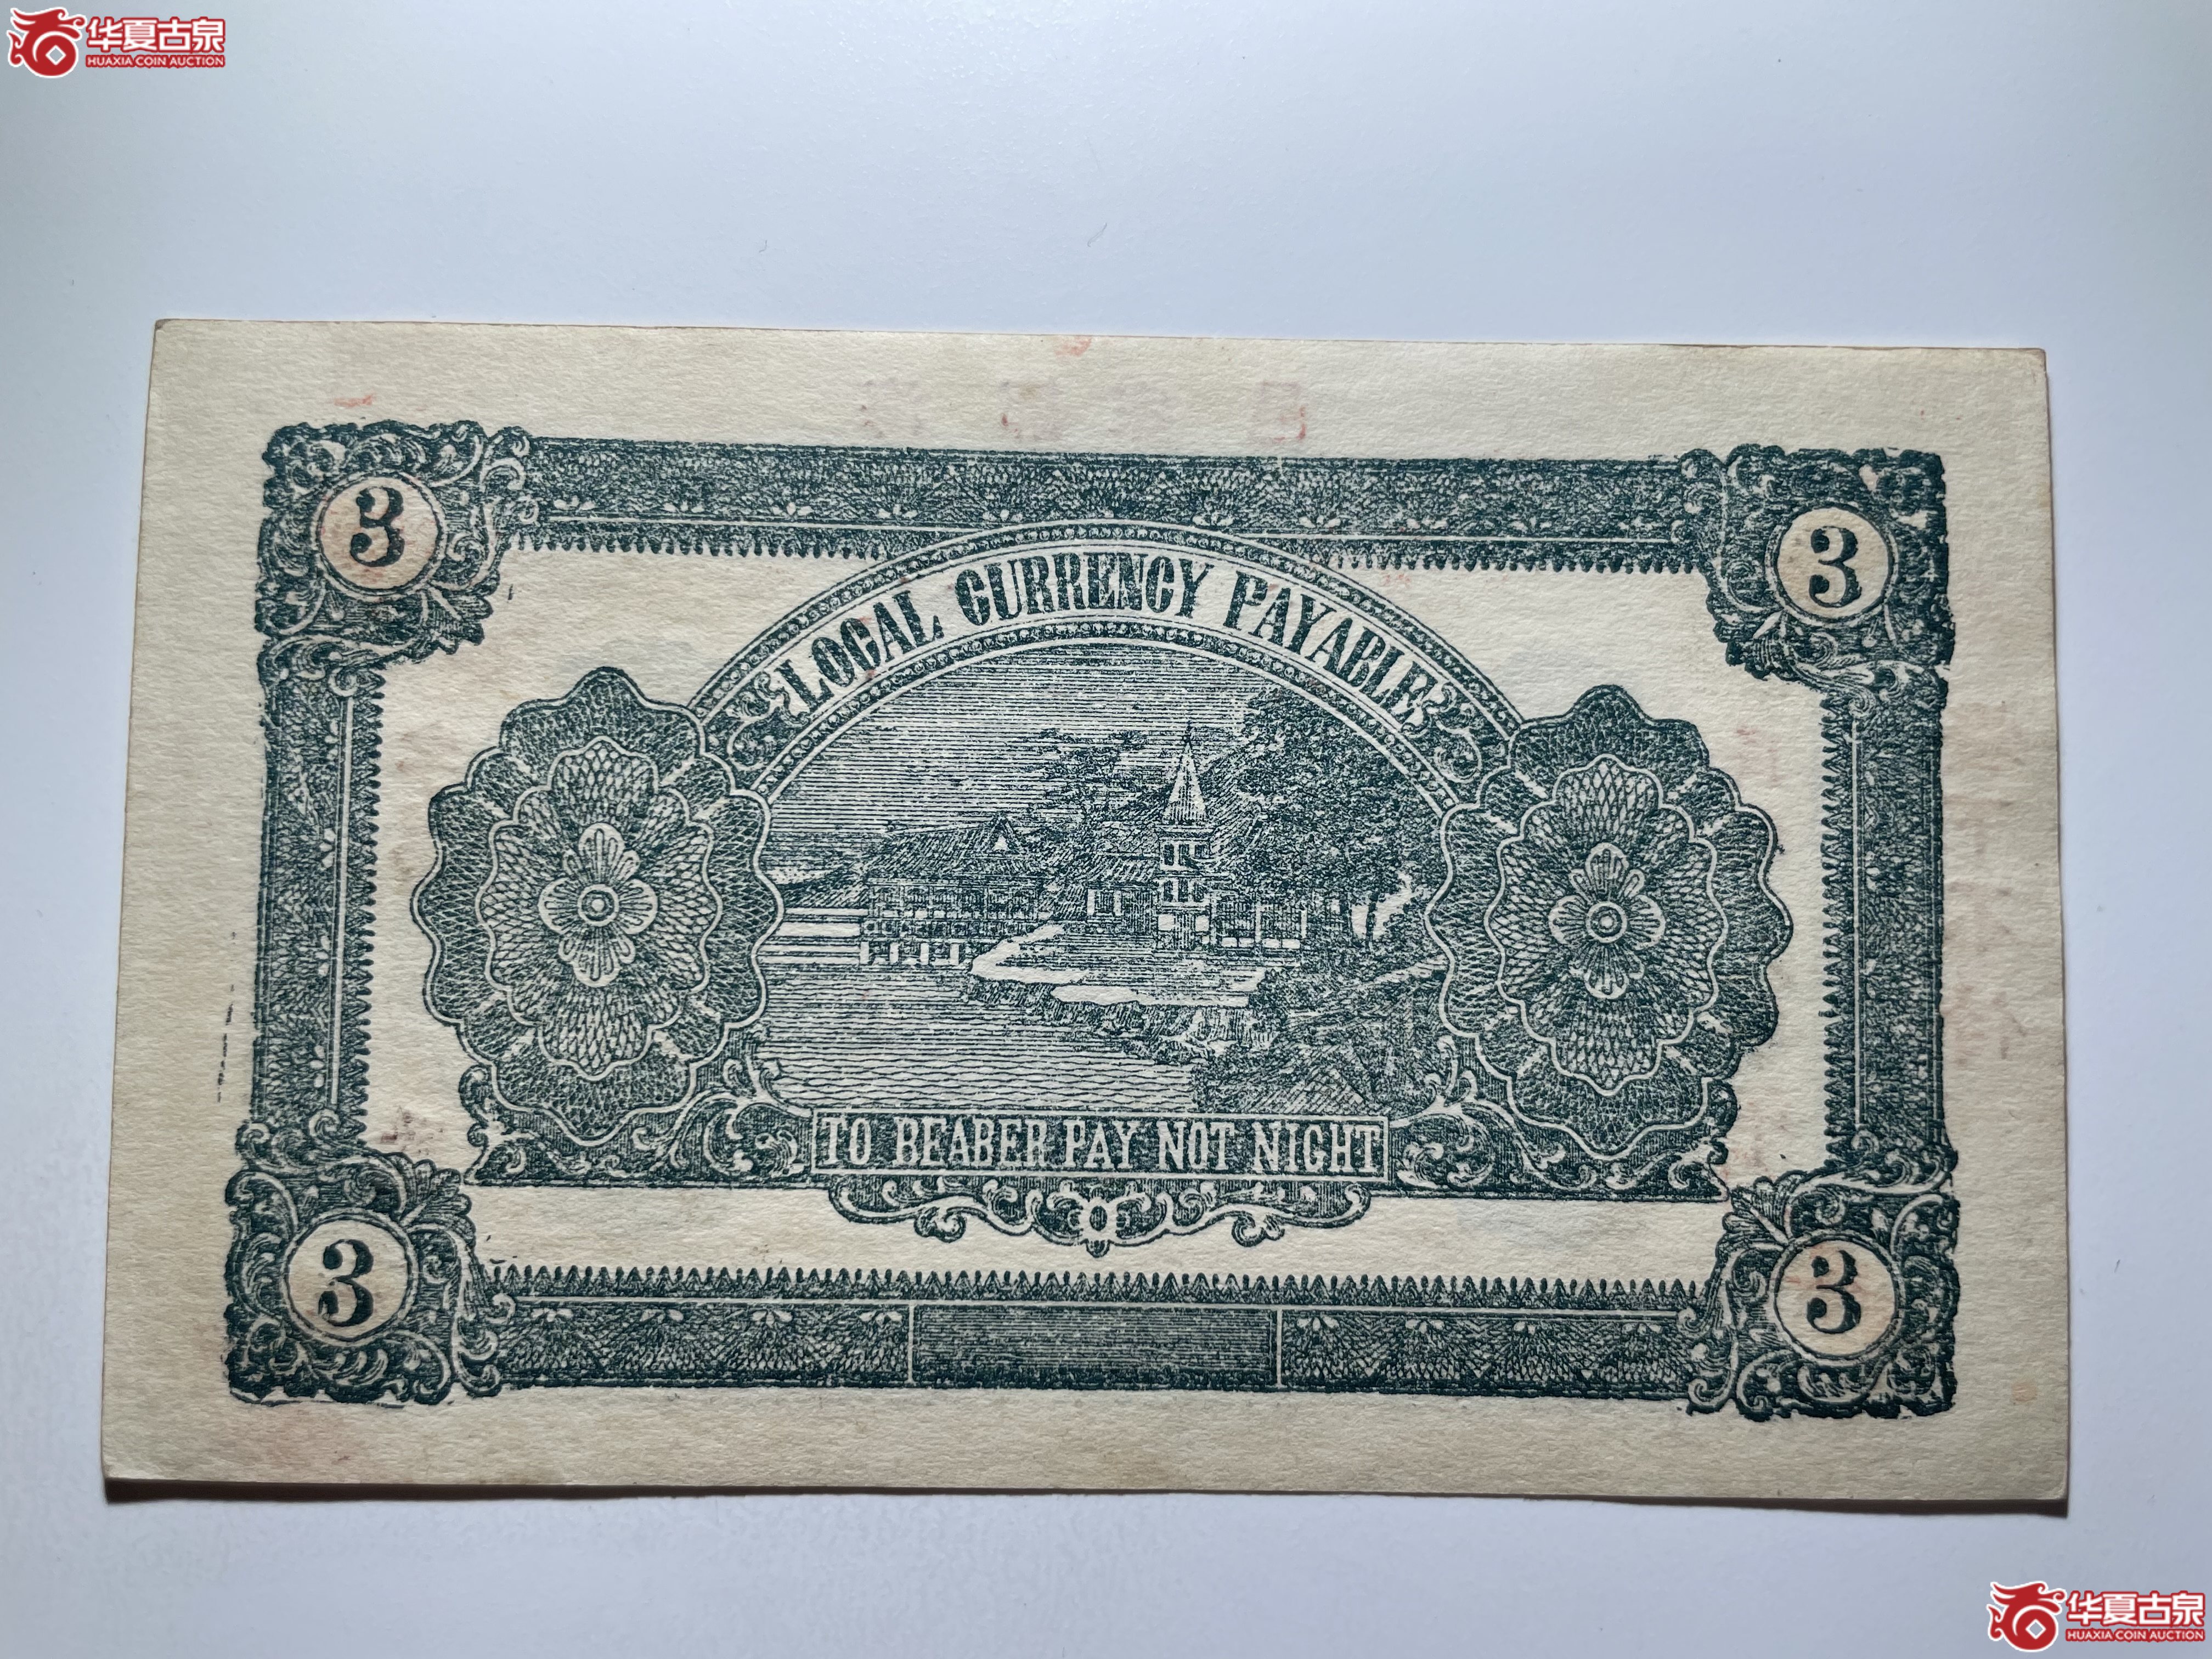 华夏古泉
HUAXIA COIN AUCTION
3
3
LOCAL CURRENCY PAYABLE
TO BEABER PAY NOT NIGHT
3
3
华夏古泉
HUAXIA COIN AUCTION